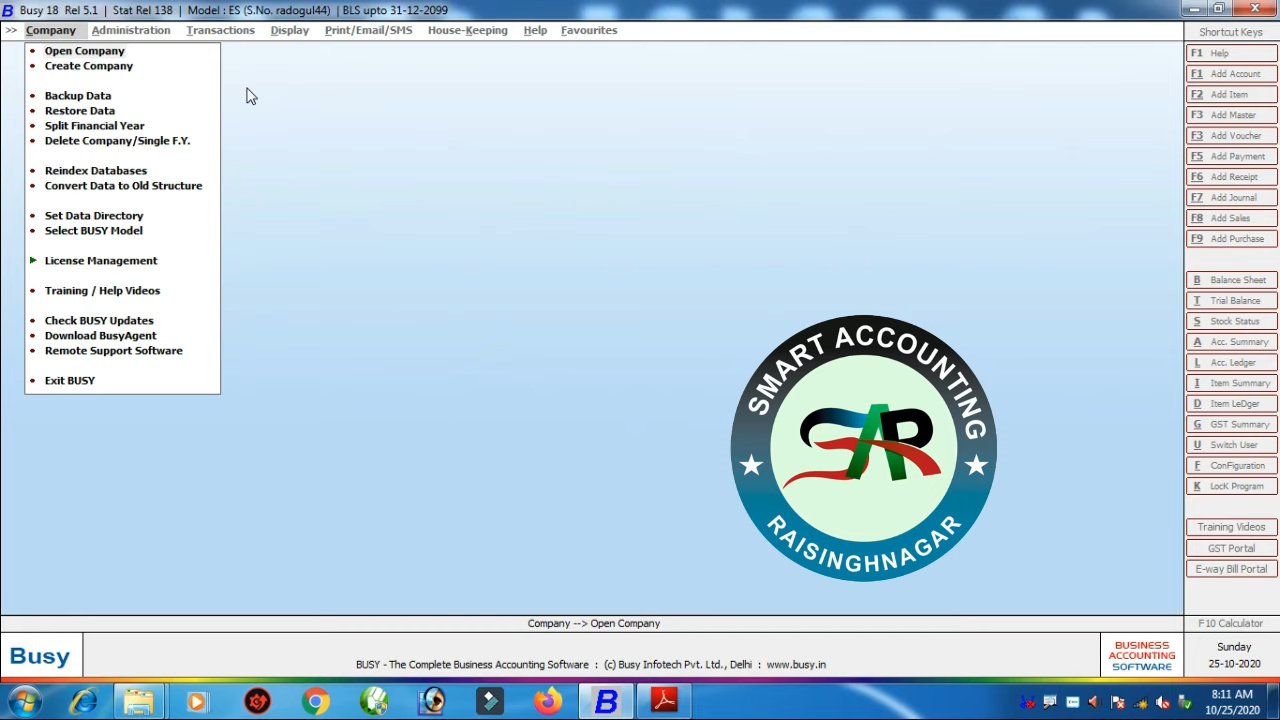 Busy 18 Rel 5.1 | Stat Rel 138 | Model : ES (S.No. radogul44) | BLS upto 31-12-2099
>> Company Administration Transactions Display Print/Email/SMS House-Keeping Help Favourites
Open Company
Create Company
Backup Data
Restore Data
Split Financial Year
Delete Company/Single F.Y.
Reindex Databases
Convert Data to Old Structure
Set Data Directory
Select BUSY Model
License Management
Training / Help Videos
Check BUSY Updates
Download BusyAgent
Remote Support Software
Exit BUSY
SMART ACCOUNTING
SAR
RAISINGHNAGAR
Shortcut Keys
F1 Help
F1 Add Account
F2 Add Item
F3 Add Master
F3 Add Voucher
F5 Add Payment
F6 Add Receipt
F7 Add Journal
F8 Add Sales
F9 Add Purchase
B Balance Sheet
T Trial Balance
S Stock Status
A Acc. Summary
L Acc. Ledger
I Item Summary
D Item LeDger
G GST Summary
U Switch User
F ConFiguration
K LocK Program
Training Videos
GST Portal
E-way Bill Portal
Company --> Open Company
F10 Calculator
Busy
BUSY - The Complete Business Accounting Software : (c) Busy Infotech Pvt. Ltd., Delhi : www.busy.in
BUSINESS
ACCOUNTING
SOFTWARE
Sunday
25-10-2020
8:11 AM
10/25/2020